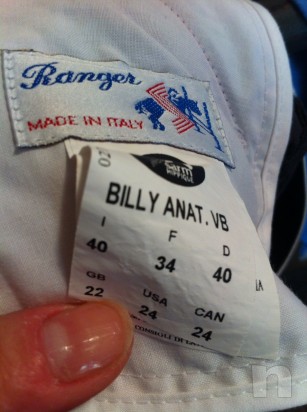 Ranger
MADE IN ITALY
BILLY ANAT. VB
I F D
40 34 40
GB USA CAN
22 24 24
n